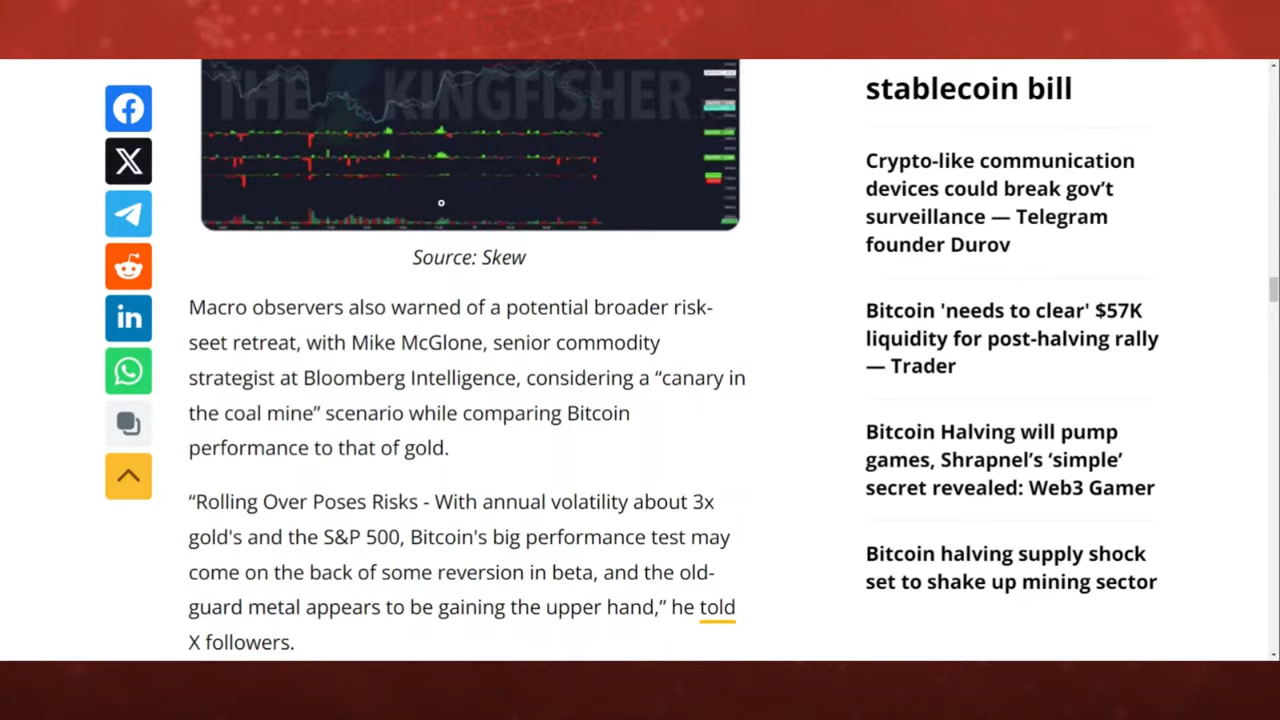 THE KINGFISHER
Source: Skew
Macro observers also warned of a potential broader risk-
seet retreat, with Mike McGlone, senior commodity
strategist at Bloomberg Intelligence, considering a “canary in
the coal mine” scenario while comparing Bitcoin
performance to that of gold.
“Rolling Over Poses Risks - With annual volatility about 3x
gold's and the S&P 500, Bitcoin's big performance test may
come on the back of some reversion in beta, and the old-
guard metal appears to be gaining the upper hand,” he told
X followers.
stablecoin bill
Crypto-like communication
devices could break gov’t
surveillance — Telegram
founder Durov
Bitcoin 'needs to clear' $57K
liquidity for post-halving rally
— Trader
Bitcoin Halving will pump
games, Shrapnel’s ‘simple’
secret revealed: Web3 Gamer
Bitcoin halving supply shock
set to shake up mining sector